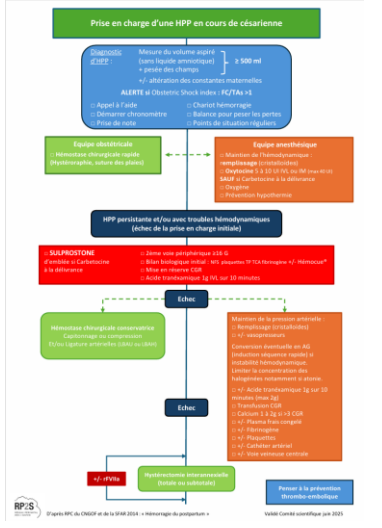 Prise en charge d'une HPP en cours de césarienne
Diagnostic
d'HPP :
Mesure du volume aspiré
(sans liquide amniotique)
+ pesée des champs
≥ 500 ml
+/- altération des constantes maternelles
ALERTE si Obstetric Shock index : FC/TAs >1
□ Appel à l'aide
□ Démarrer chronomètre
□ Prise de note
□ Chariot hémorragie
□ Balance pour peser les pertes
□ Points de situation réguliers
Equipe obstétricale
□ Hémostase chirurgicale rapide
(Hystérorraphie, suture des plaies)
Equipe anesthésique
□ Maintien de l'hémodynamique :
remplissage (cristalloïdes)
□ Oxytocine 5 à 10 UI IVL ou IM
SAUF si Carbetocine à la délivrance
□ Oxygène
□ Prévention hypothermie
HPP persistante et/ou avec troubles hémodynamiques
(échec de la prise en charge initiale)
□ SULPROSTONE
d'emblée si Carbetocine
à la délivrance
□ 2ème voie périphérique ≥18 G
□ Bilan biologique initial : NFS plaquettes TP TCA fibrinogène +/- Hémocue®
□ Mise en réserve CGR
□ Acide tranéxamique 1g IVL sur 10 minutes
Echec
Hémostase chirurgicale conservatrice
Capitonnage ou compression
Et/ou Ligature artérielles
Maintien de la pression artérielle :
□ Remplissage (cristalloïdes)
□ +/- vasopresseurs
Conversion éventuelle en AG
(induction séquence rapide) si
instabilité hémodynamique.
Limiter la concentration des
halogénés notamment si atonie.
□ +/- Acide tranéxamique 1g sur 10
minutes (max 2g)
□ Transfusion CGR
□ Calcium 1 à 2g si >3 CGR
□ +/- Plasma frais congelé
□ +/- Fibrinogène
□ +/- Plaquettes
□ +/- Cathéter artériel
□ +/- Voie veineuse centrale
Echec
+/- rFVIIa
Hystérectomie interannexielle
(totale ou subtotale)
Penser à la prévention
thrombo-embolique
RP2S
D'après RPC du CNGOF et de la SFAR 2014 : « Hémorragie du postpartum »
Validé Comité scientifique juin 2025